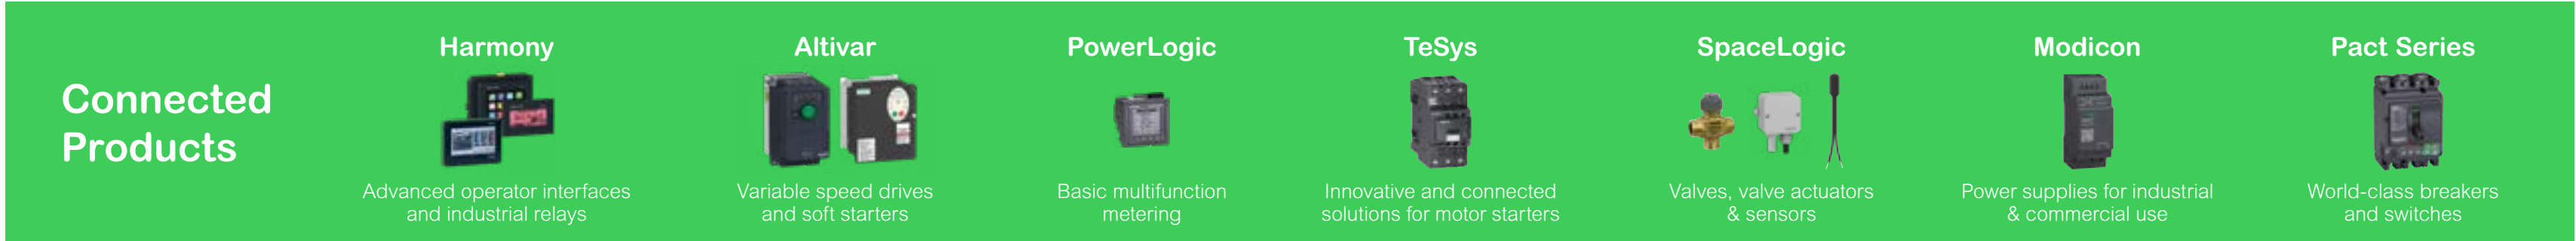 Connected
Products
Harmony
Advanced operator interfaces
and industrial relays
Altivar
Variable speed drives
and soft starters
PowerLogic
Basic multifunction
metering
TeSys
Innovative and connected
solutions for motor starters
SpaceLogic
Valves, valve actuators
& sensors
Modicon
Power supplies for industrial
& commercial use
Pact Series
World-class breakers
and switches